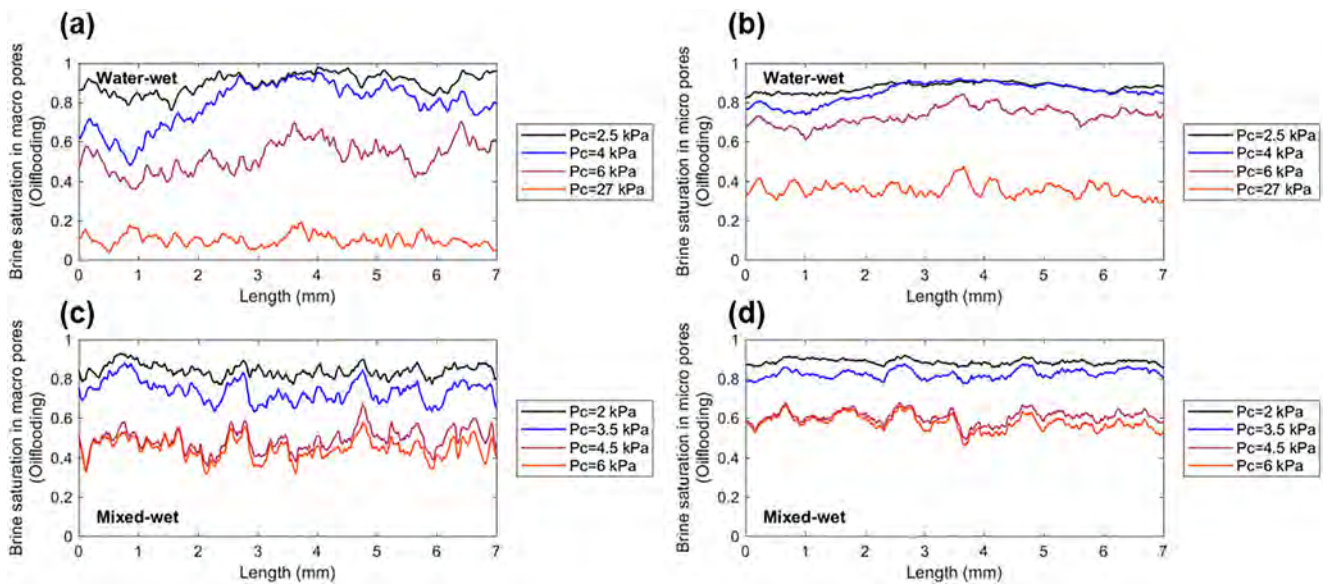 (a)
Brine saturation in macro pores
(Oilflooding)
1
0.8
0.6
0.4
0.2
0
Water-wet
0 1 2 3 4 5 6 7
Length (mm)
Pc=2.5 kPa
Pc=4 kPa
Pc=6 kPa
Pc=27 kPa
(b)
Brine saturation in micro pores
(Oilflooding)
1
0.8
0.6
0.4
0.2
0
Water-wet
0 1 2 3 4 5 6 7
Length (mm)
Pc=2.5 kPa
Pc=4 kPa
Pc=6 kPa
Pc=27 kPa
(c)
Brine saturation in macro pores
(Oilflooding)
1
0.8
0.6
0.4
0.2
0
Mixed-wet
0 1 2 3 4 5 6 7
Length (mm)
Pc=2 kPa
Pc=3.5 kPa
Pc=4.5 kPa
Pc=6 kPa
(d)
Brine saturation in micro pores
(Oilflooding)
1
0.8
0.6
0.4
0.2
0
Mixed-wet
0 1 2 3 4 5 6 7
Length (mm)
Pc=2 kPa
Pc=3.5 kPa
Pc=4.5 kPa
Pc=6 kPa